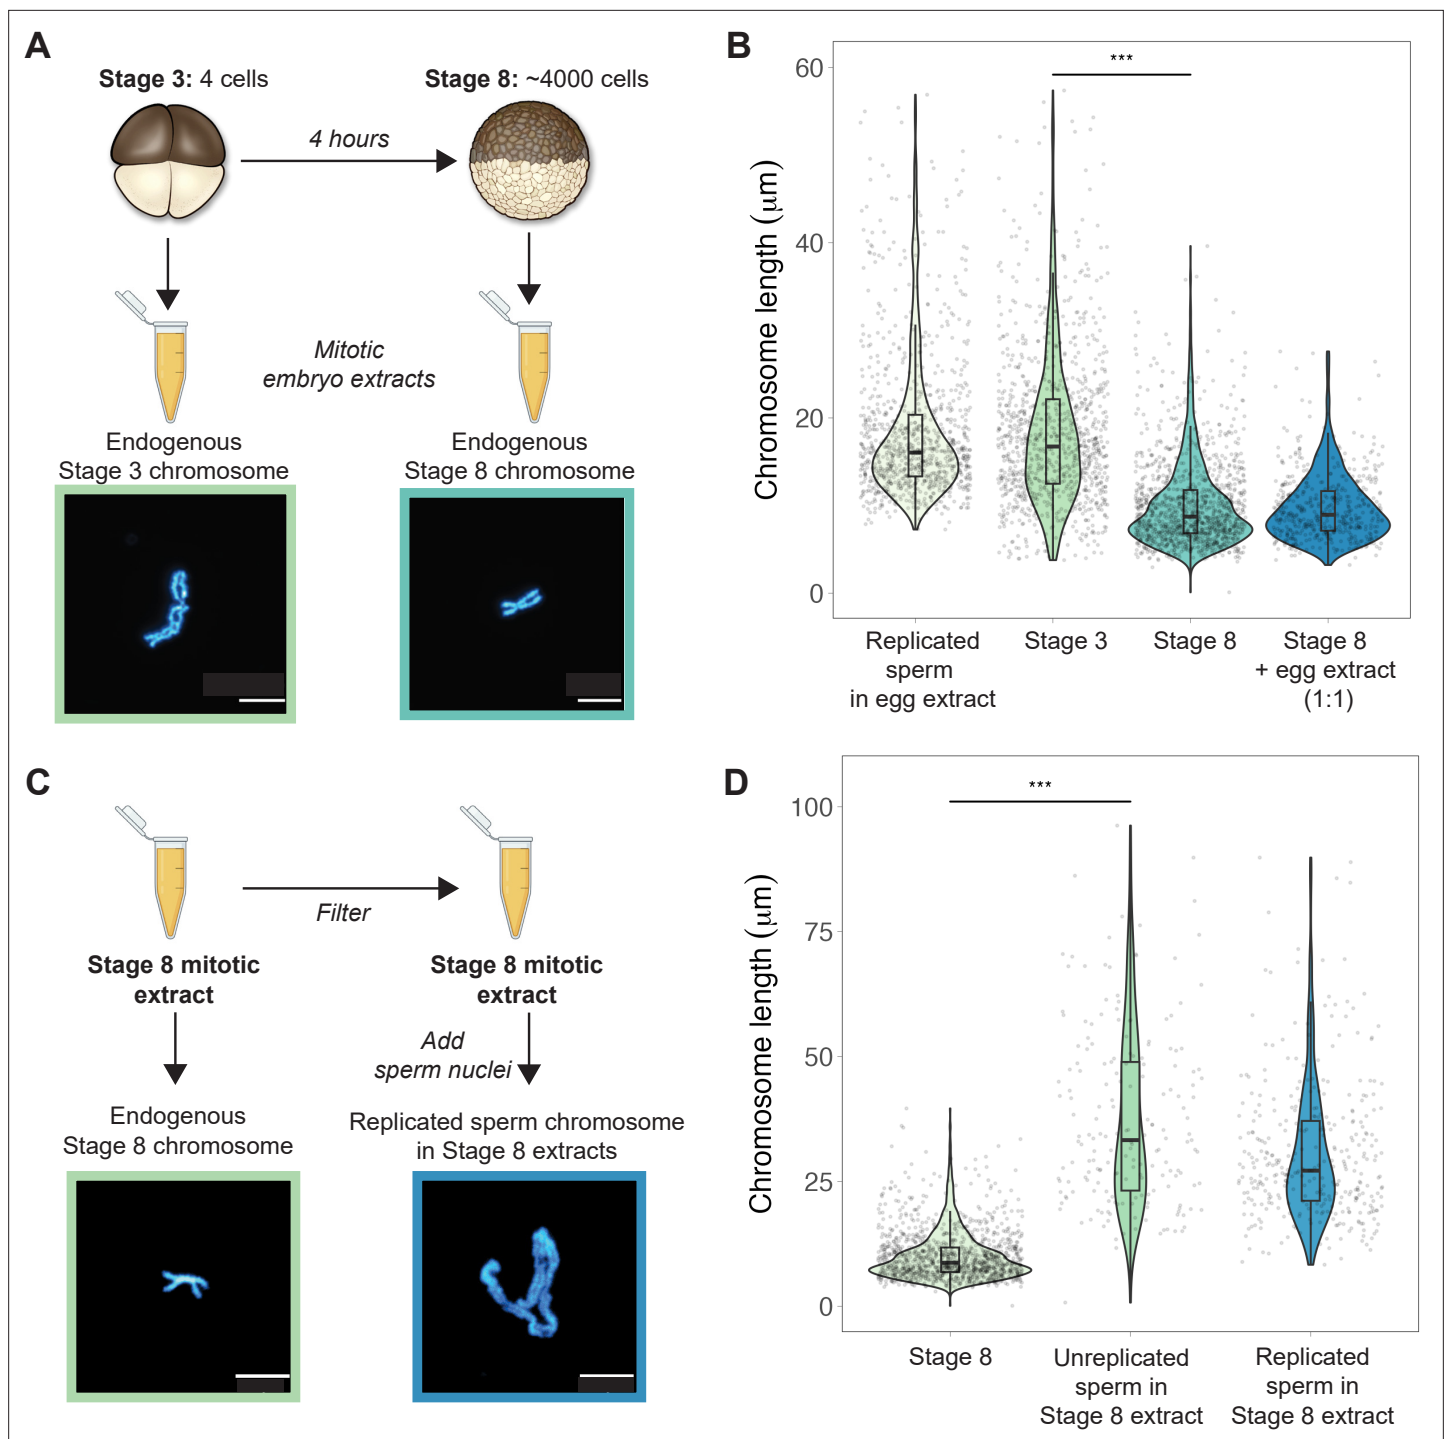 A
Stage 3: 4 cells
Stage 8: ~4000 cells
4 hours
Mitotic
embryo extracts
Endogenous
Stage 3 chromosome
Endogenous
Stage 8 chromosome
B
Chromosome length (μm)
60
40
20
0
***
Replicated
sperm
in egg extract
Stage 3
Stage 8
Stage 8
+ egg extract
(1:1)
C
Filter
Stage 8 mitotic
extract
Stage 8 mitotic
extract
Add
sperm nuclei
Endogenous
Stage 8 chromosome
Replicated sperm chromosome
in Stage 8 extracts
D
Chromosome length (μm)
100
75
50
25
0
***
Stage 8
Unreplicated
sperm in
Stage 8 extract
Replicated
sperm in
Stage 8 extract